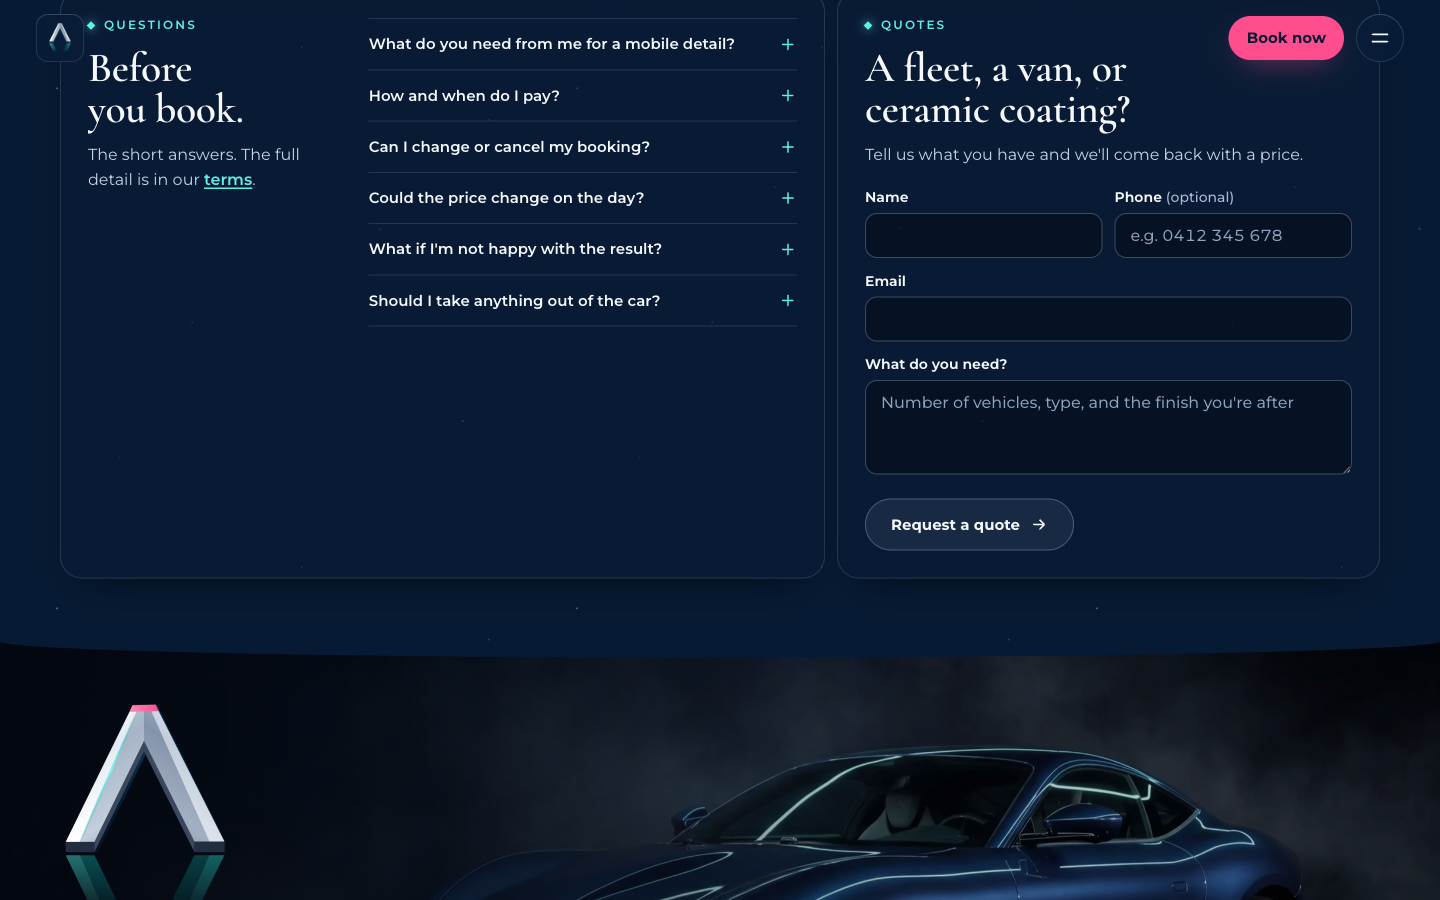 QUESTIONS
Before
you book.
The short answers. The full
detail is in our terms.
What do you need from me for a mobile detail?
How and when do I pay?
Can I change or cancel my booking?
Could the price change on the day?
What if I'm not happy with the result?
Should I take anything out of the car?
QUOTES
Book now
A fleet, a van, or
ceramic coating?
Tell us what you have and we'll come back with a price.
Name
Phone (optional)
e.g. 0412 345 678
Email
What do you need?
Number of vehicles, type, and the finish you're after
Request a quote